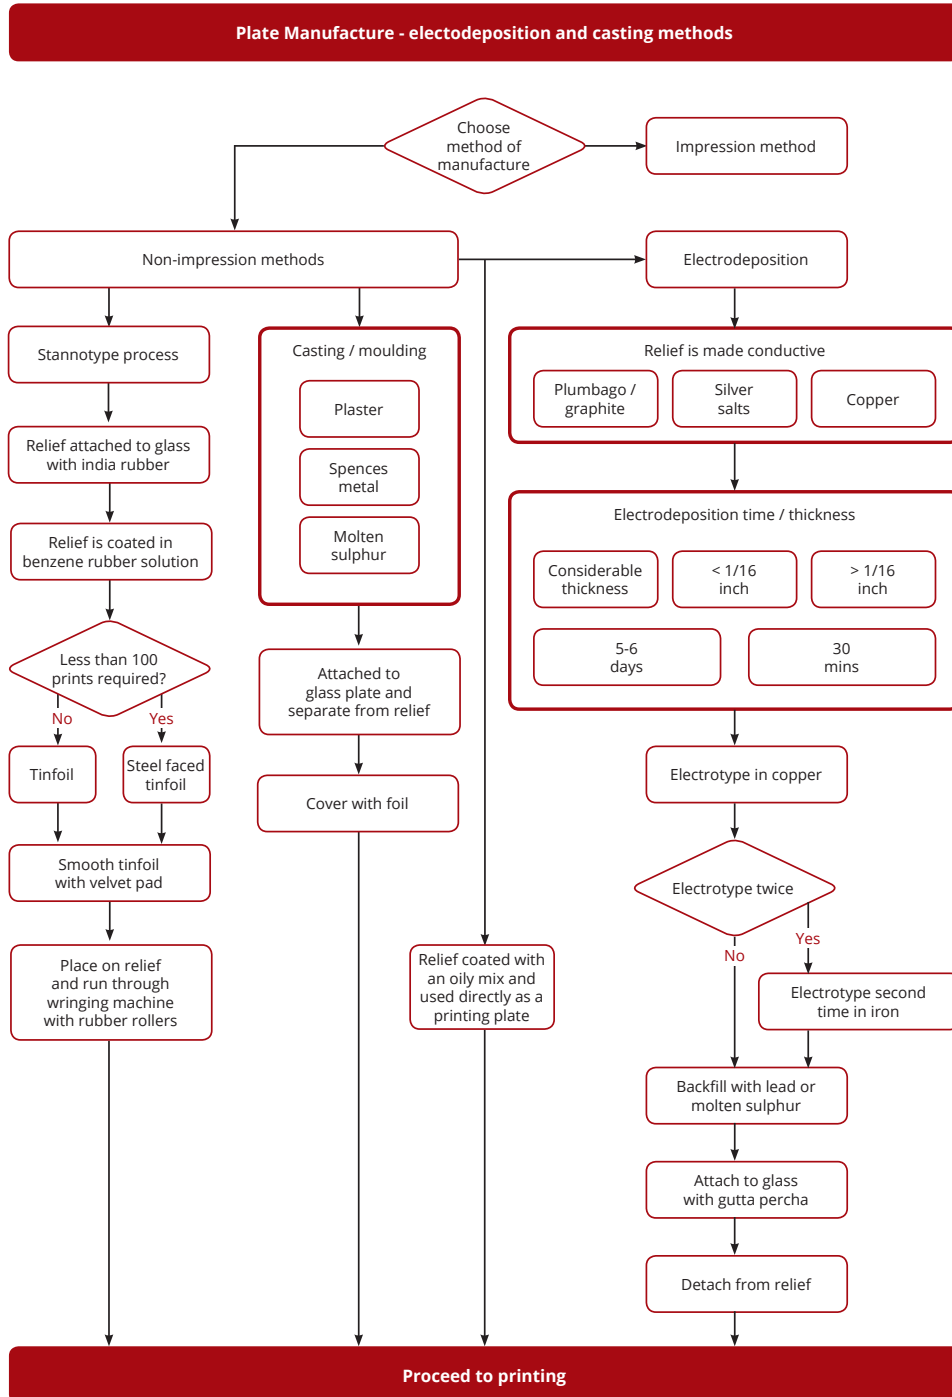 Plate Manufacture - electodeposition and casting methods
Choose
method of
manufacture
Impression method
Non-impression methods
Electrodeposition
Stannotype process
Relief attached to glass
with india rubber
Relief is coated in
benzene rubber solution
Less than 100
prints required?
No
Yes
Tinfoil
Steel faced
tinfoil
Smooth tinfoil
with velvet pad
Place on relief
and run through
wringing machine
with rubber rollers
Casting / moulding
Plaster
Spences
metal
Molten
sulphur
Attached to
glass plate and
separate from relief
Cover with foil
Relief coated with
an oily mix and
used directly as a
printing plate
Relief is made conductive
Plumbago /
graphite
Silver
salts
Copper
Electrodeposition time / thickness
Considerable
thickness
< 1/16
inch
> 1/16
inch
5-6
days
30
mins
Electrotype in copper
Electrotype twice
No
Yes
Electrotype second
time in iron
Backfill with lead or
molten sulphur
Attach to glass
with gutta percha
Detach from relief
Proceed to printing